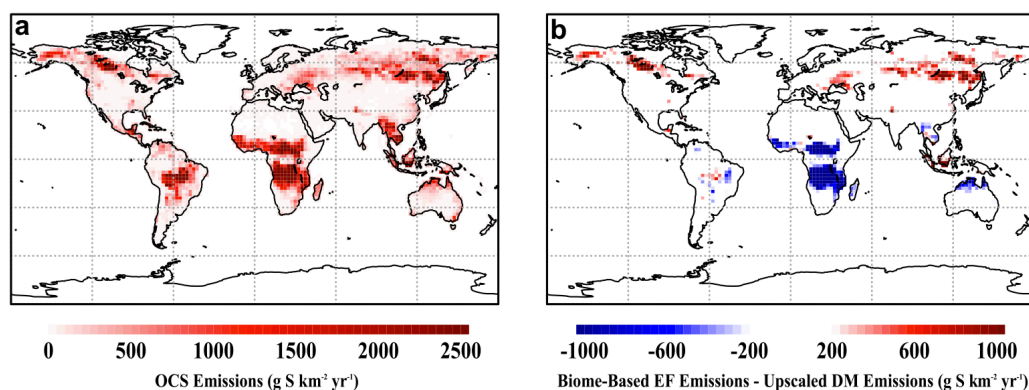 a
b
0 500 1000 1500 2000 2500
OCS Emissions (g S km⁻² yr⁻¹)
-1000 -600 -200 200 600 1000
Biome-Based EF Emissions - Upscaled DM Emissions (g S km⁻² yr⁻¹)